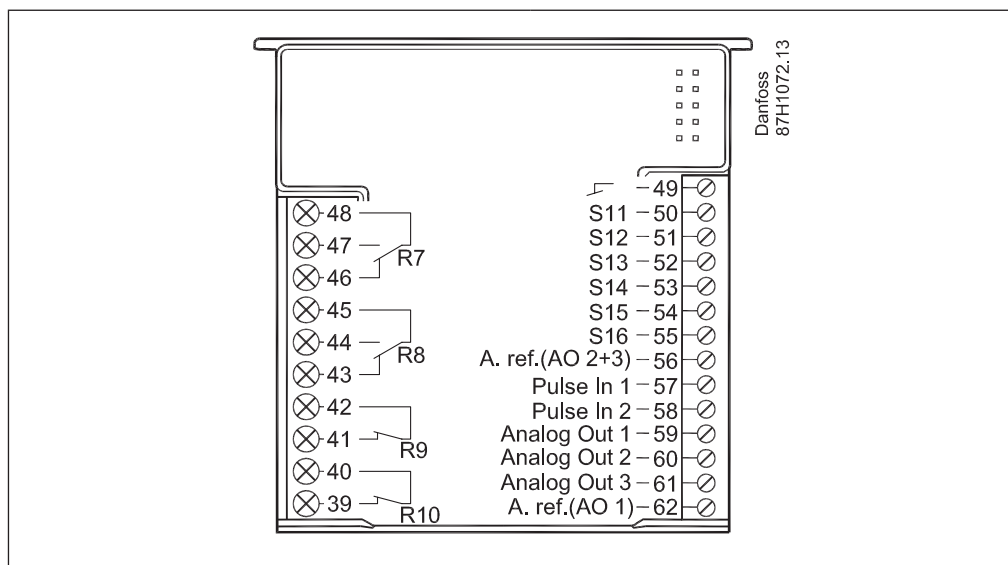 Danfoss
87H1072.13
48
47
R7
46
45
44
R8
43
42
41
R9
40
39
R10
49
S11 – 50
S12 – 51
S13 – 52
S14 – 53
S15 – 54
S16 – 55
A. ref.(AO 2+3) – 56
Pulse In 1 – 57
Pulse In 2 – 58
Analog Out 1 – 59
Analog Out 2 – 60
Analog Out 3 – 61
A. ref.(AO 1) – 62